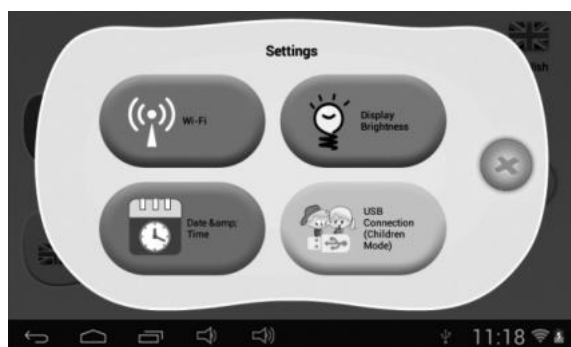 Settings
Wi-Fi
Display
Brightness
Date &amp;
Time
USB
Connection
(Children
Mode)
11:18